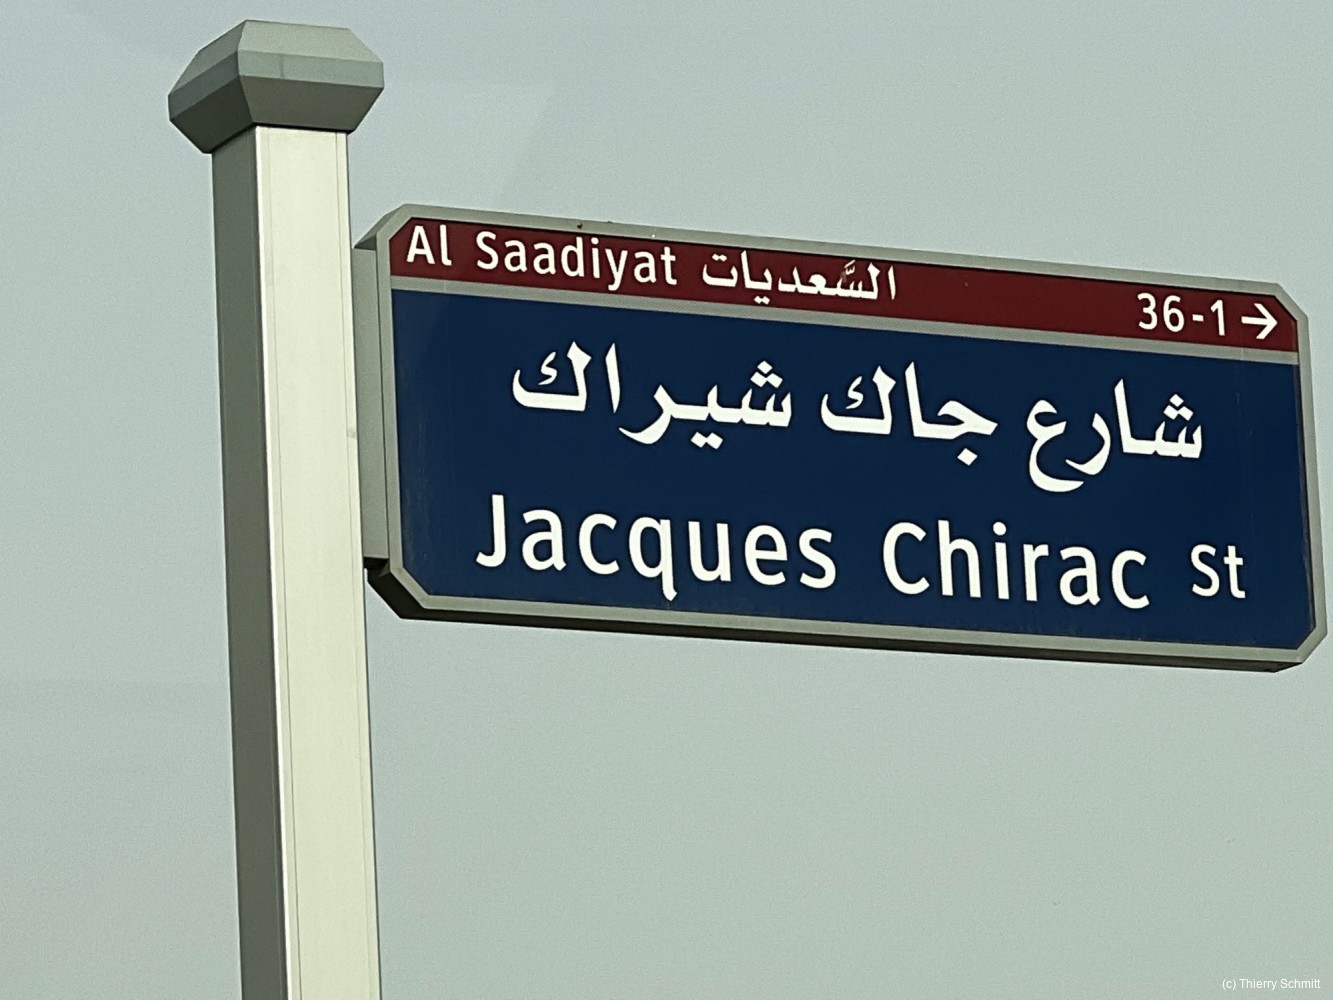 Al Saadiyat السَّعديات 36-1 →
شارع جاك شيراك
Jacques Chirac St
(c) Thierry Schmitt